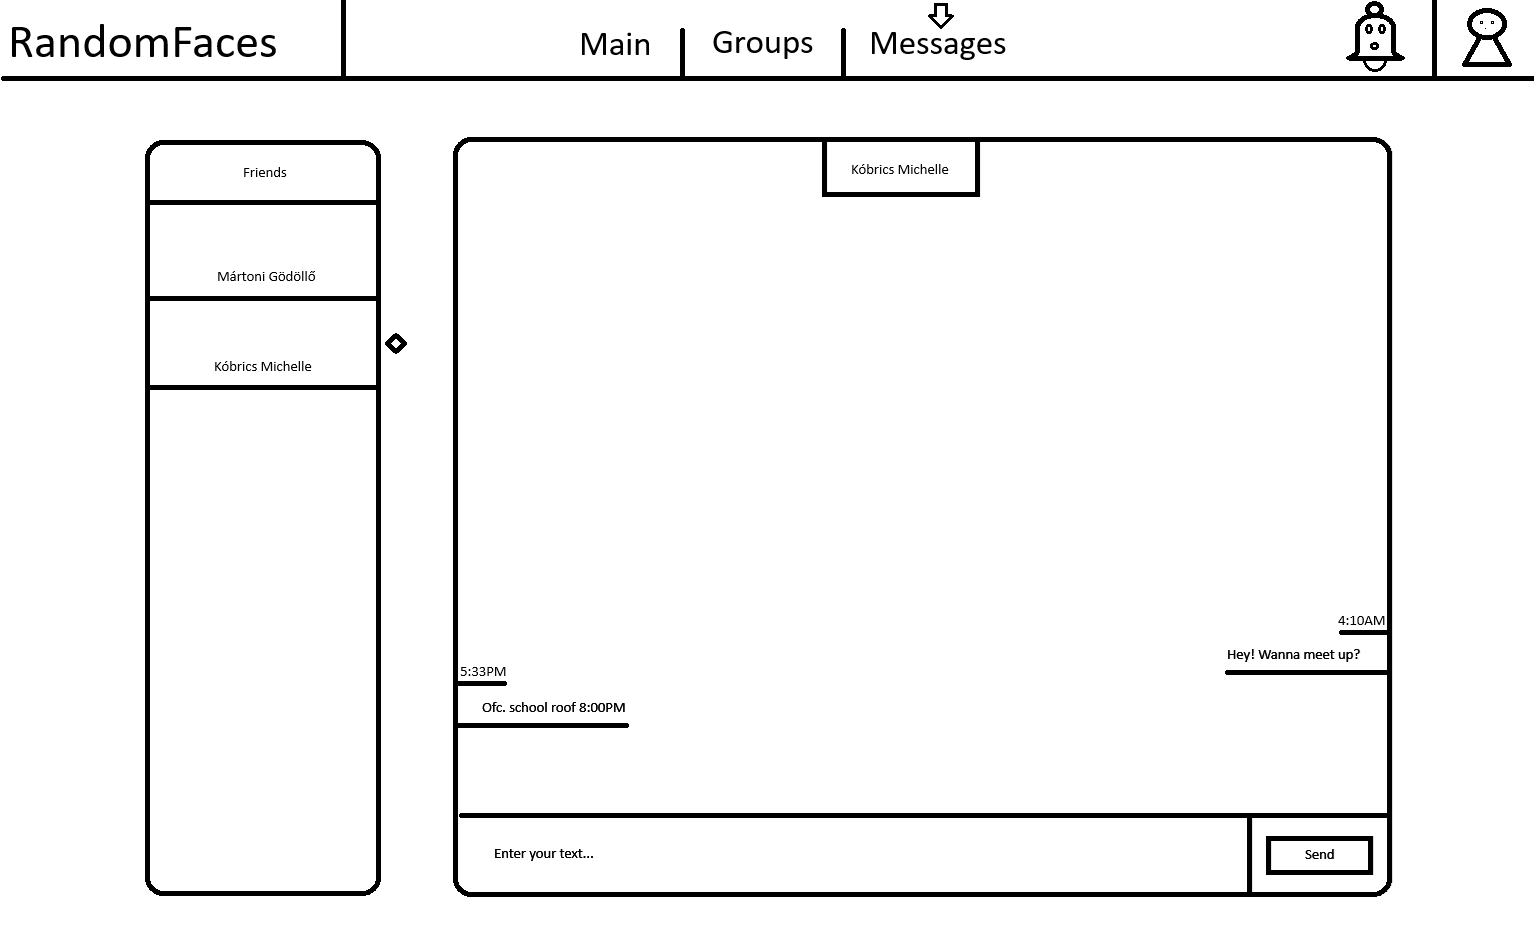 RandomFaces
Main
Groups
Messages
Friends
Mártoni Gödöllő
Kóbrics Michelle
Kóbrics Michelle
4:10AM
Hey! Wanna meet up?
5:33PM
Ofc. school roof 8:00PM
Enter your text...
Send